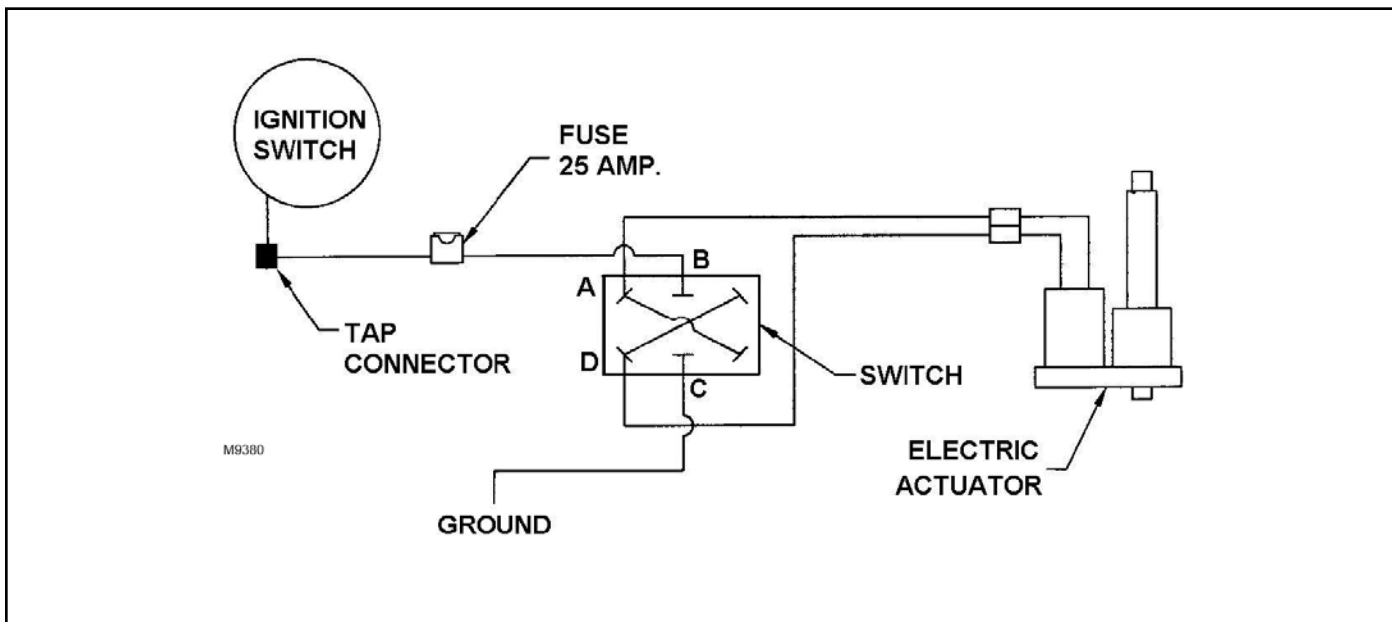 IGNITION
SWITCH
FUSE
25 AMP.
B
A
TAP
CONNECTOR
D
C
SWITCH
M9380
GROUND
ELECTRIC
ACTUATOR